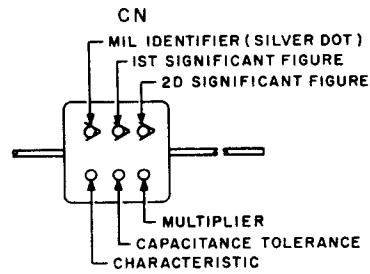 CN
MIL IDENTIFIER (SILVER DOT)
1ST SIGNIFICANT FIGURE
2D SIGNIFICANT FIGURE
MULTIPLIER
CAPACITANCE TOLERANCE
CHARACTERISTIC